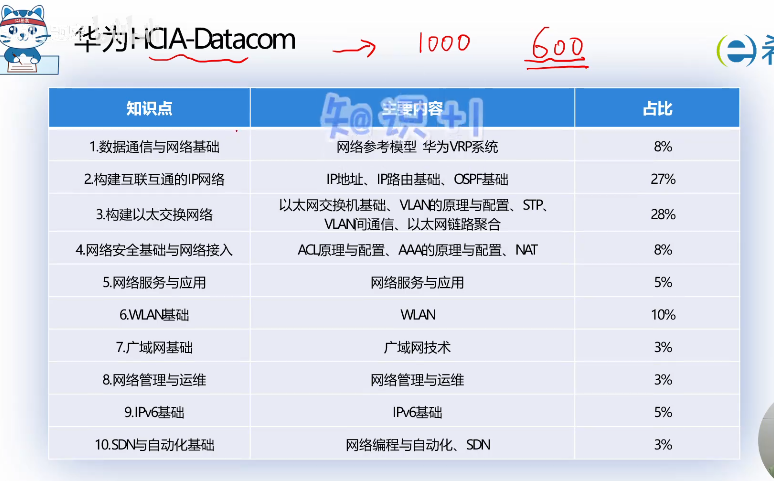 华为HCIA-Datacom
1000
600
知识点 主要内容 占比
知识+1
1.数据通信与网络基础 网络参考模型 华为VRP系统 8%
2.构建互联互通的IP网络 IP地址、IP路由基础、OSPF基础 27%
3.构建以太交换网络 以太网交换机基础、VLAN的原理与配置、STP、 28%
VLAN间通信、以太网链路聚合
4.网络安全基础与网络接入 ACL原理与配置、AAA的原理与配置、NAT 8%
5.网络服务与应用 网络服务与应用 5%
6.WLAN基础 WLAN 10%
7.广域网基础 广域网技术 3%
8.网络管理与运维 网络管理与运维 3%
9.IPv6基础 IPv6基础 5%
10.SDN与自动化基础 网络编程与自动化、SDN 3%